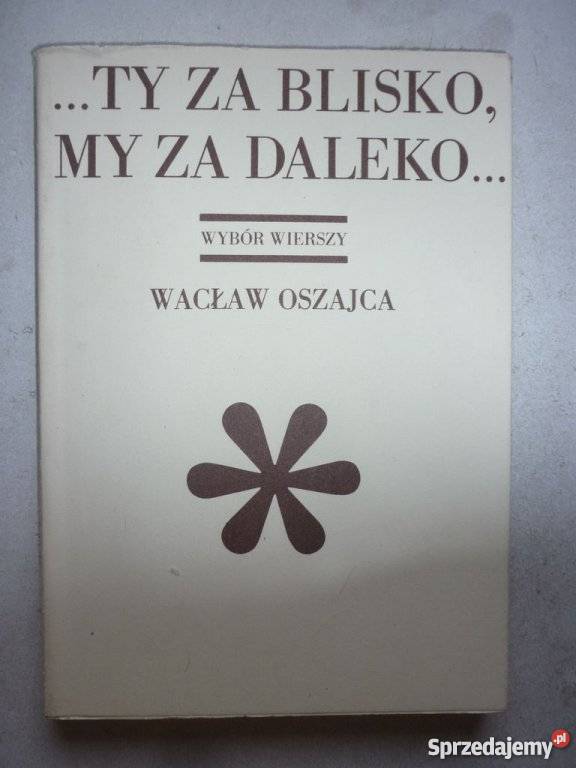 ...TY ZA BLISKO,
MY ZA DALEKO...
WYBÓR WIERSZY
WACŁAW OSZAJCA
Sprzedajemy.pl